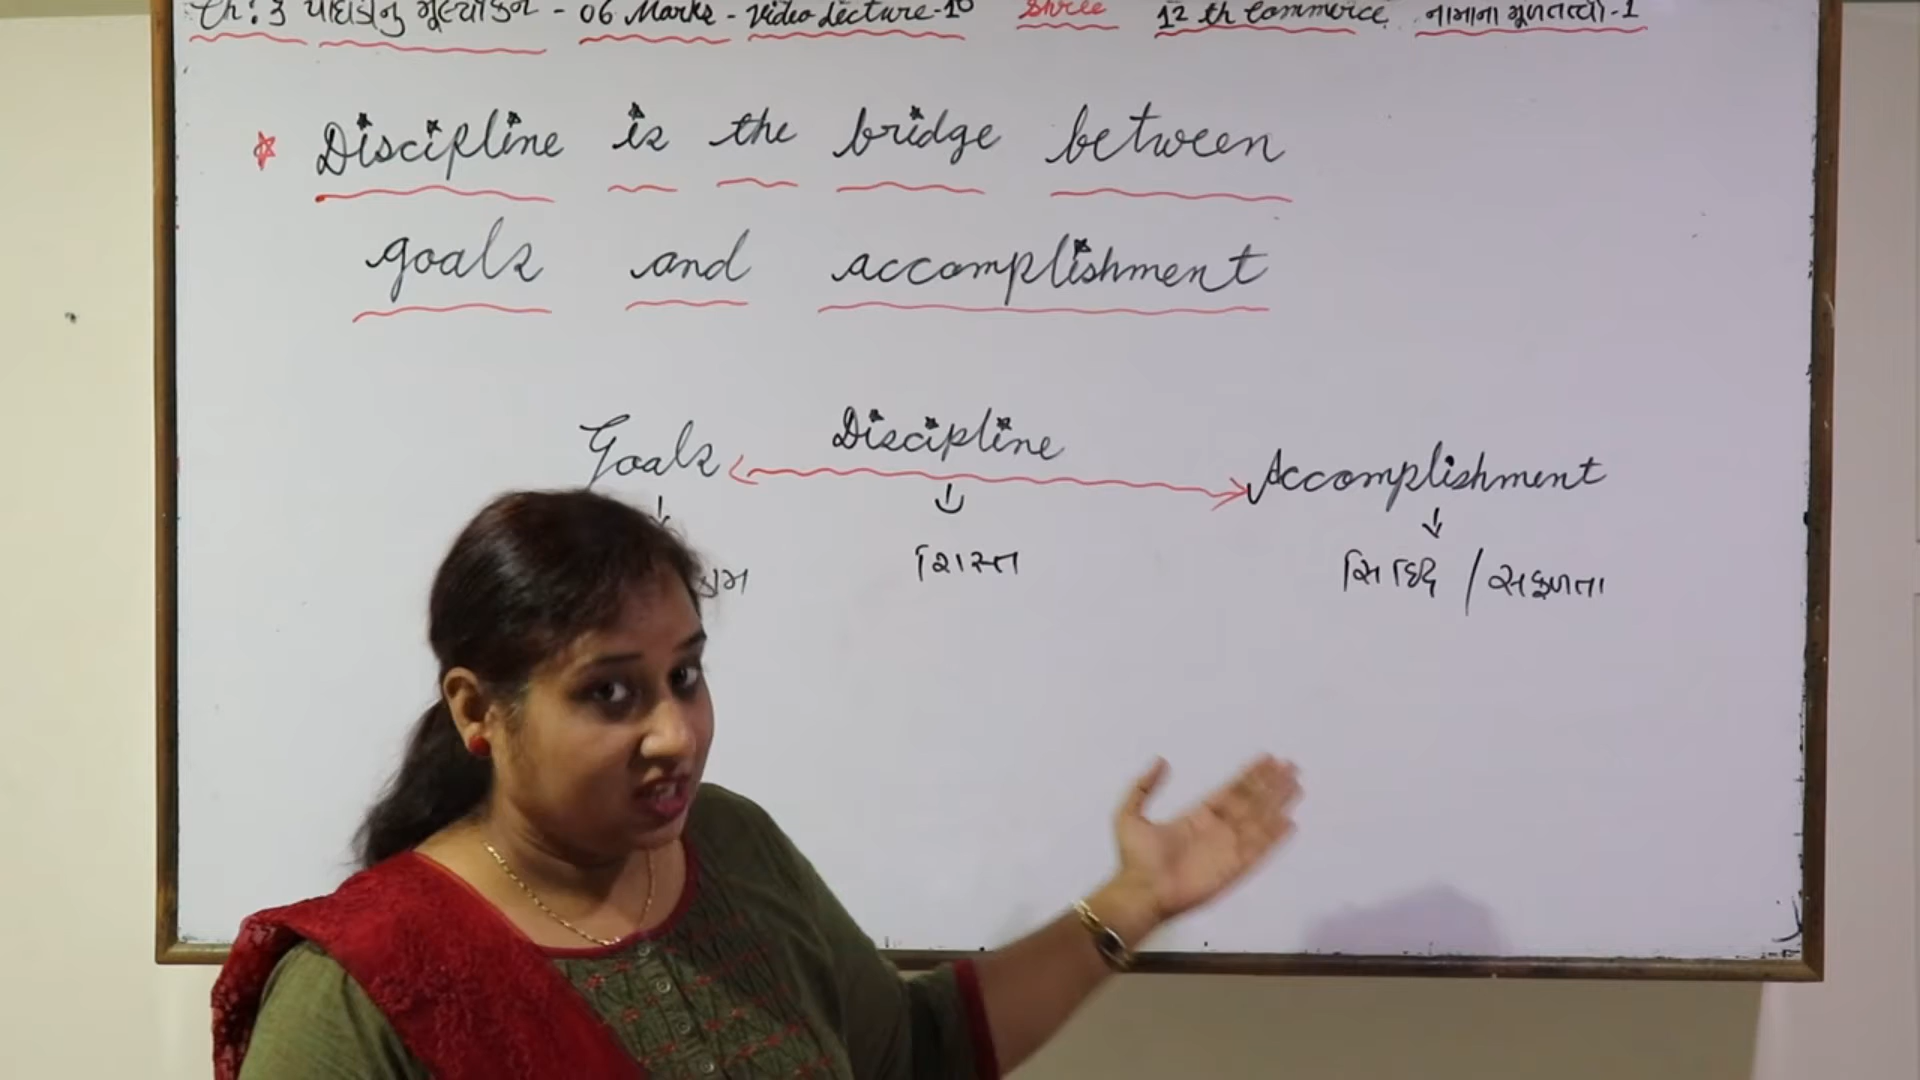 Ch: 3 પાઘડીનું મૂલ્યાંકન - 06 Marks - Video Lecture-10 Shree 12 th Commerce નામાના મૂળતત્વો-1
Discipline is the bridge between
goals and accomplishment
Goals Discipline Accomplishment
શિસ્ત સિદ્ધિ / સફળતા